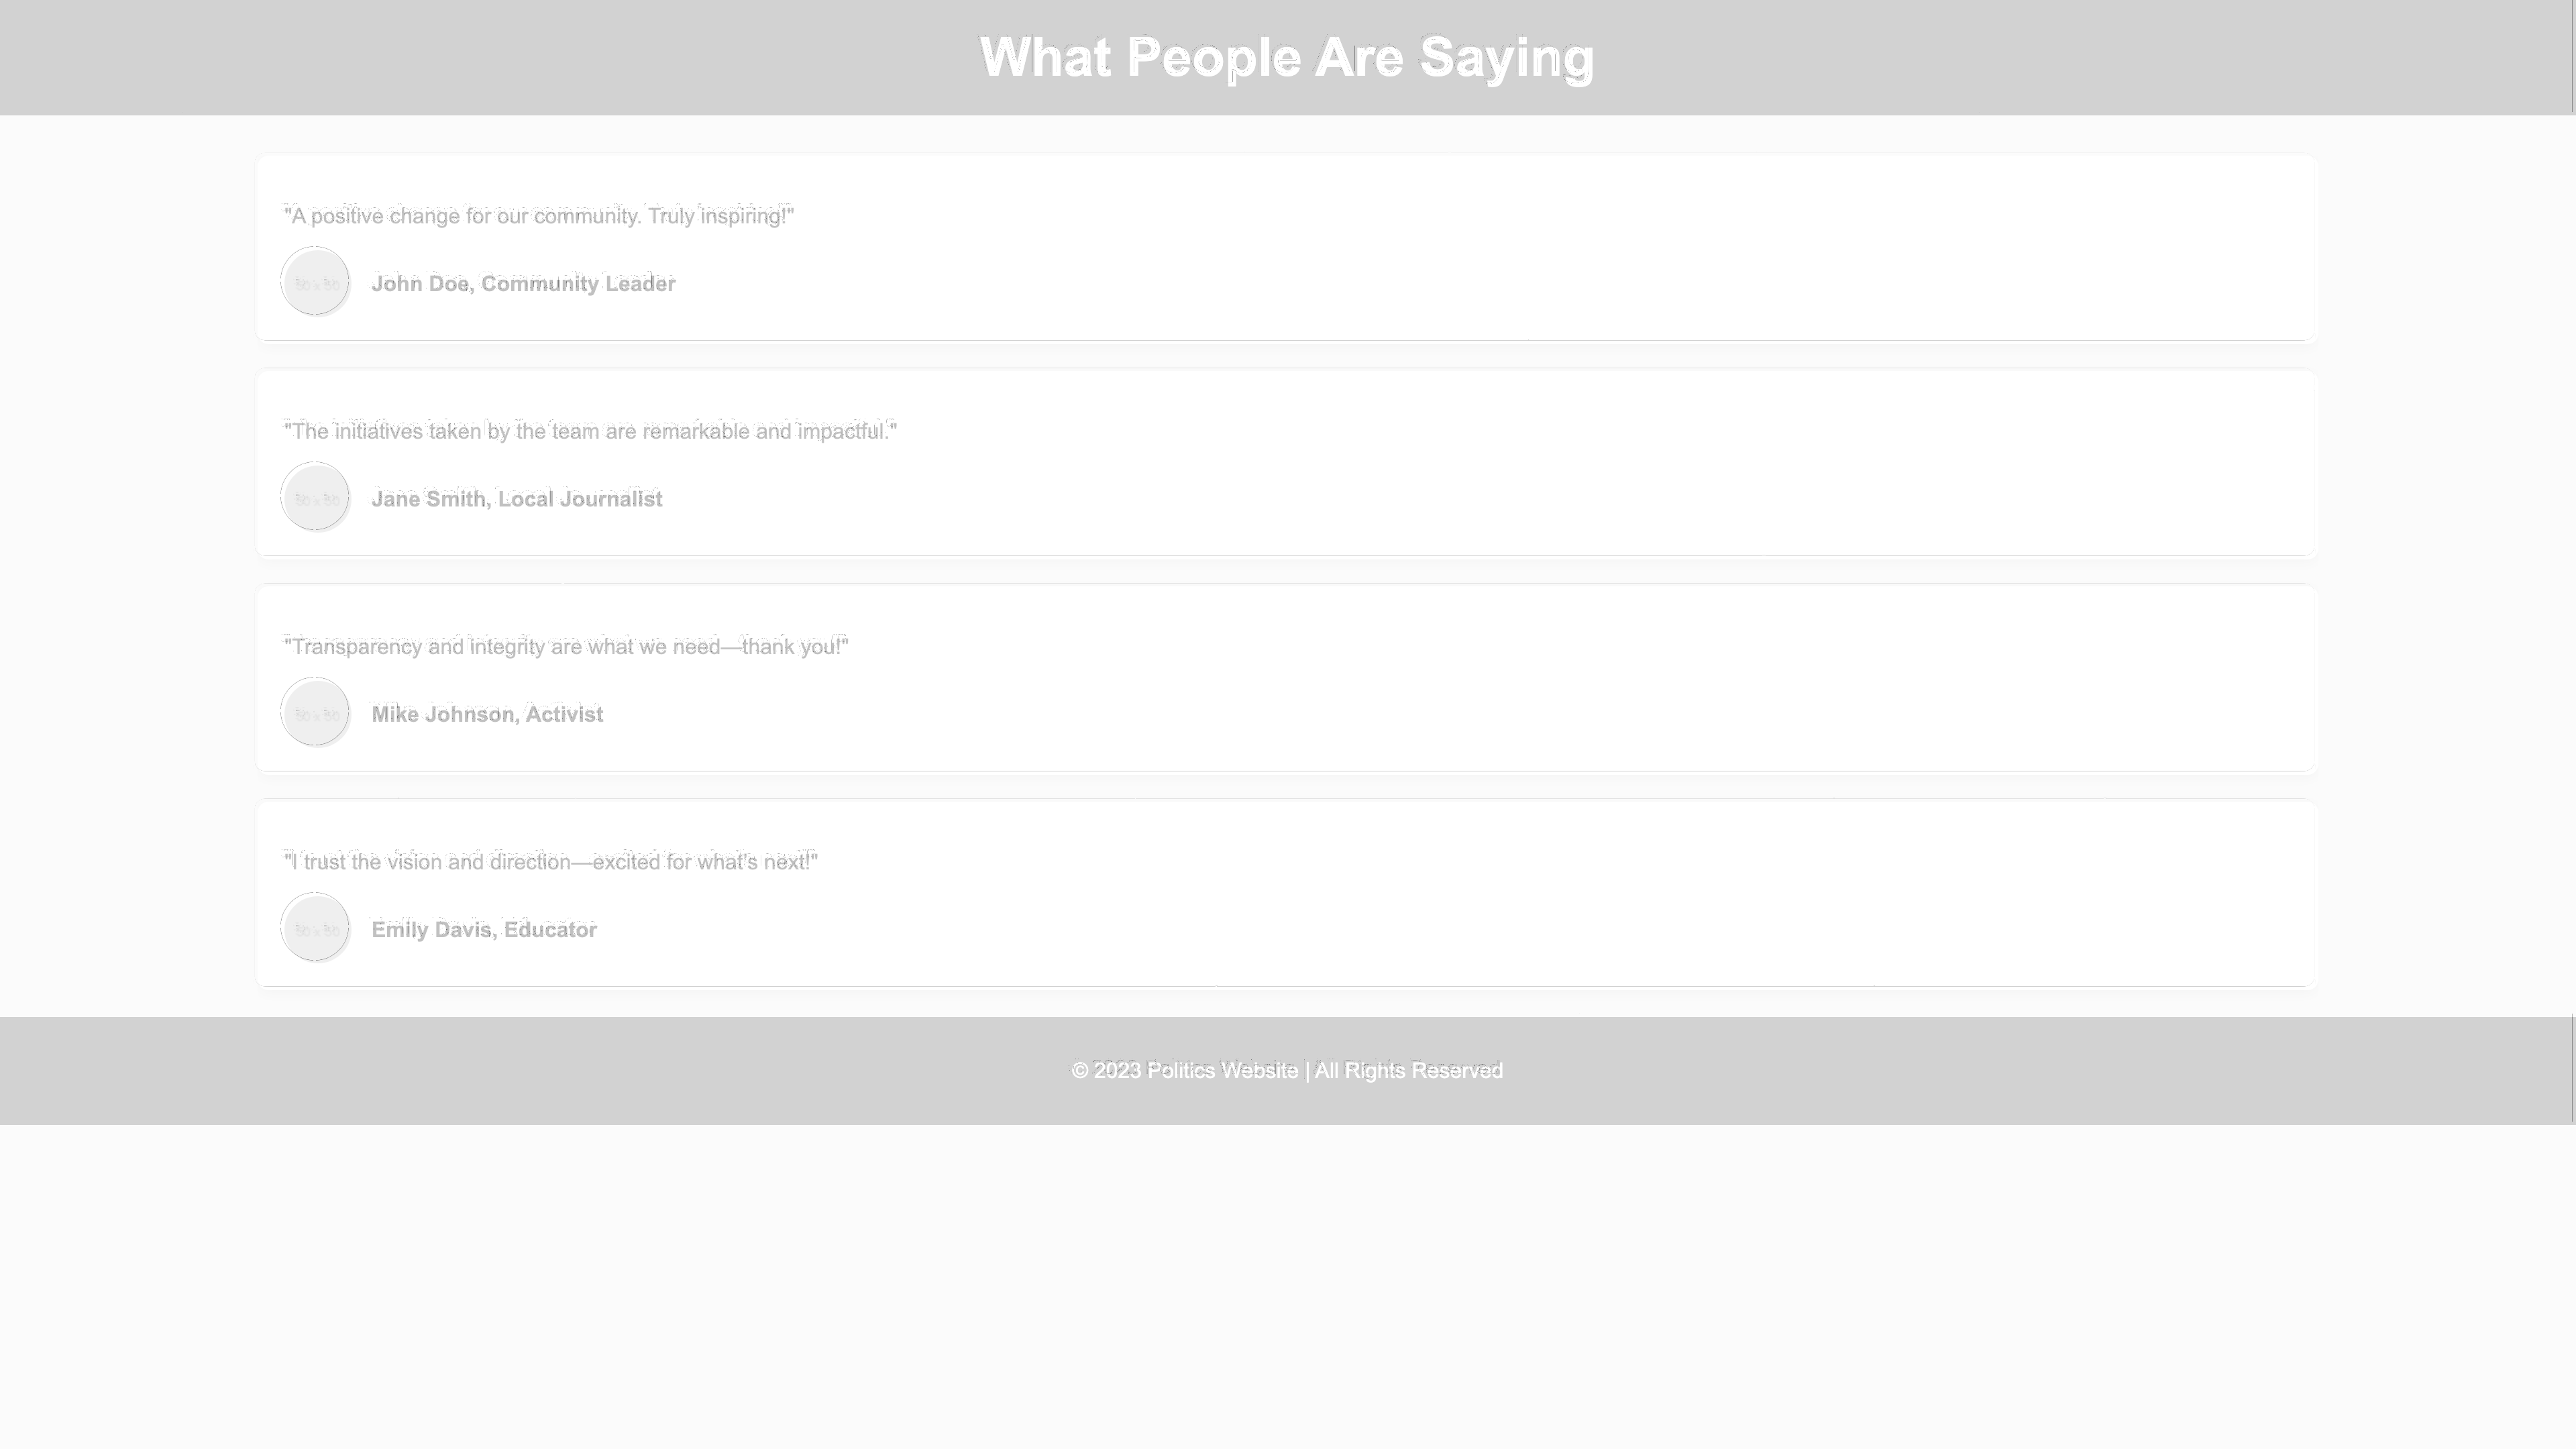 What People Are Saying
"A positive change for our community. Truly inspiring!"
50 x 50
John Doe, Community Leader
"The initiatives taken by the team are remarkable and impactful."
50 x 50
Jane Smith, Local Journalist
"Transparency and integrity are what we need—thank you!"
50 x 50
Mike Johnson, Activist
"I trust the vision and direction—excited for what's next!"
50 x 50
Emily Davis, Educator
© 2023 Politics Website | All Rights Reserved